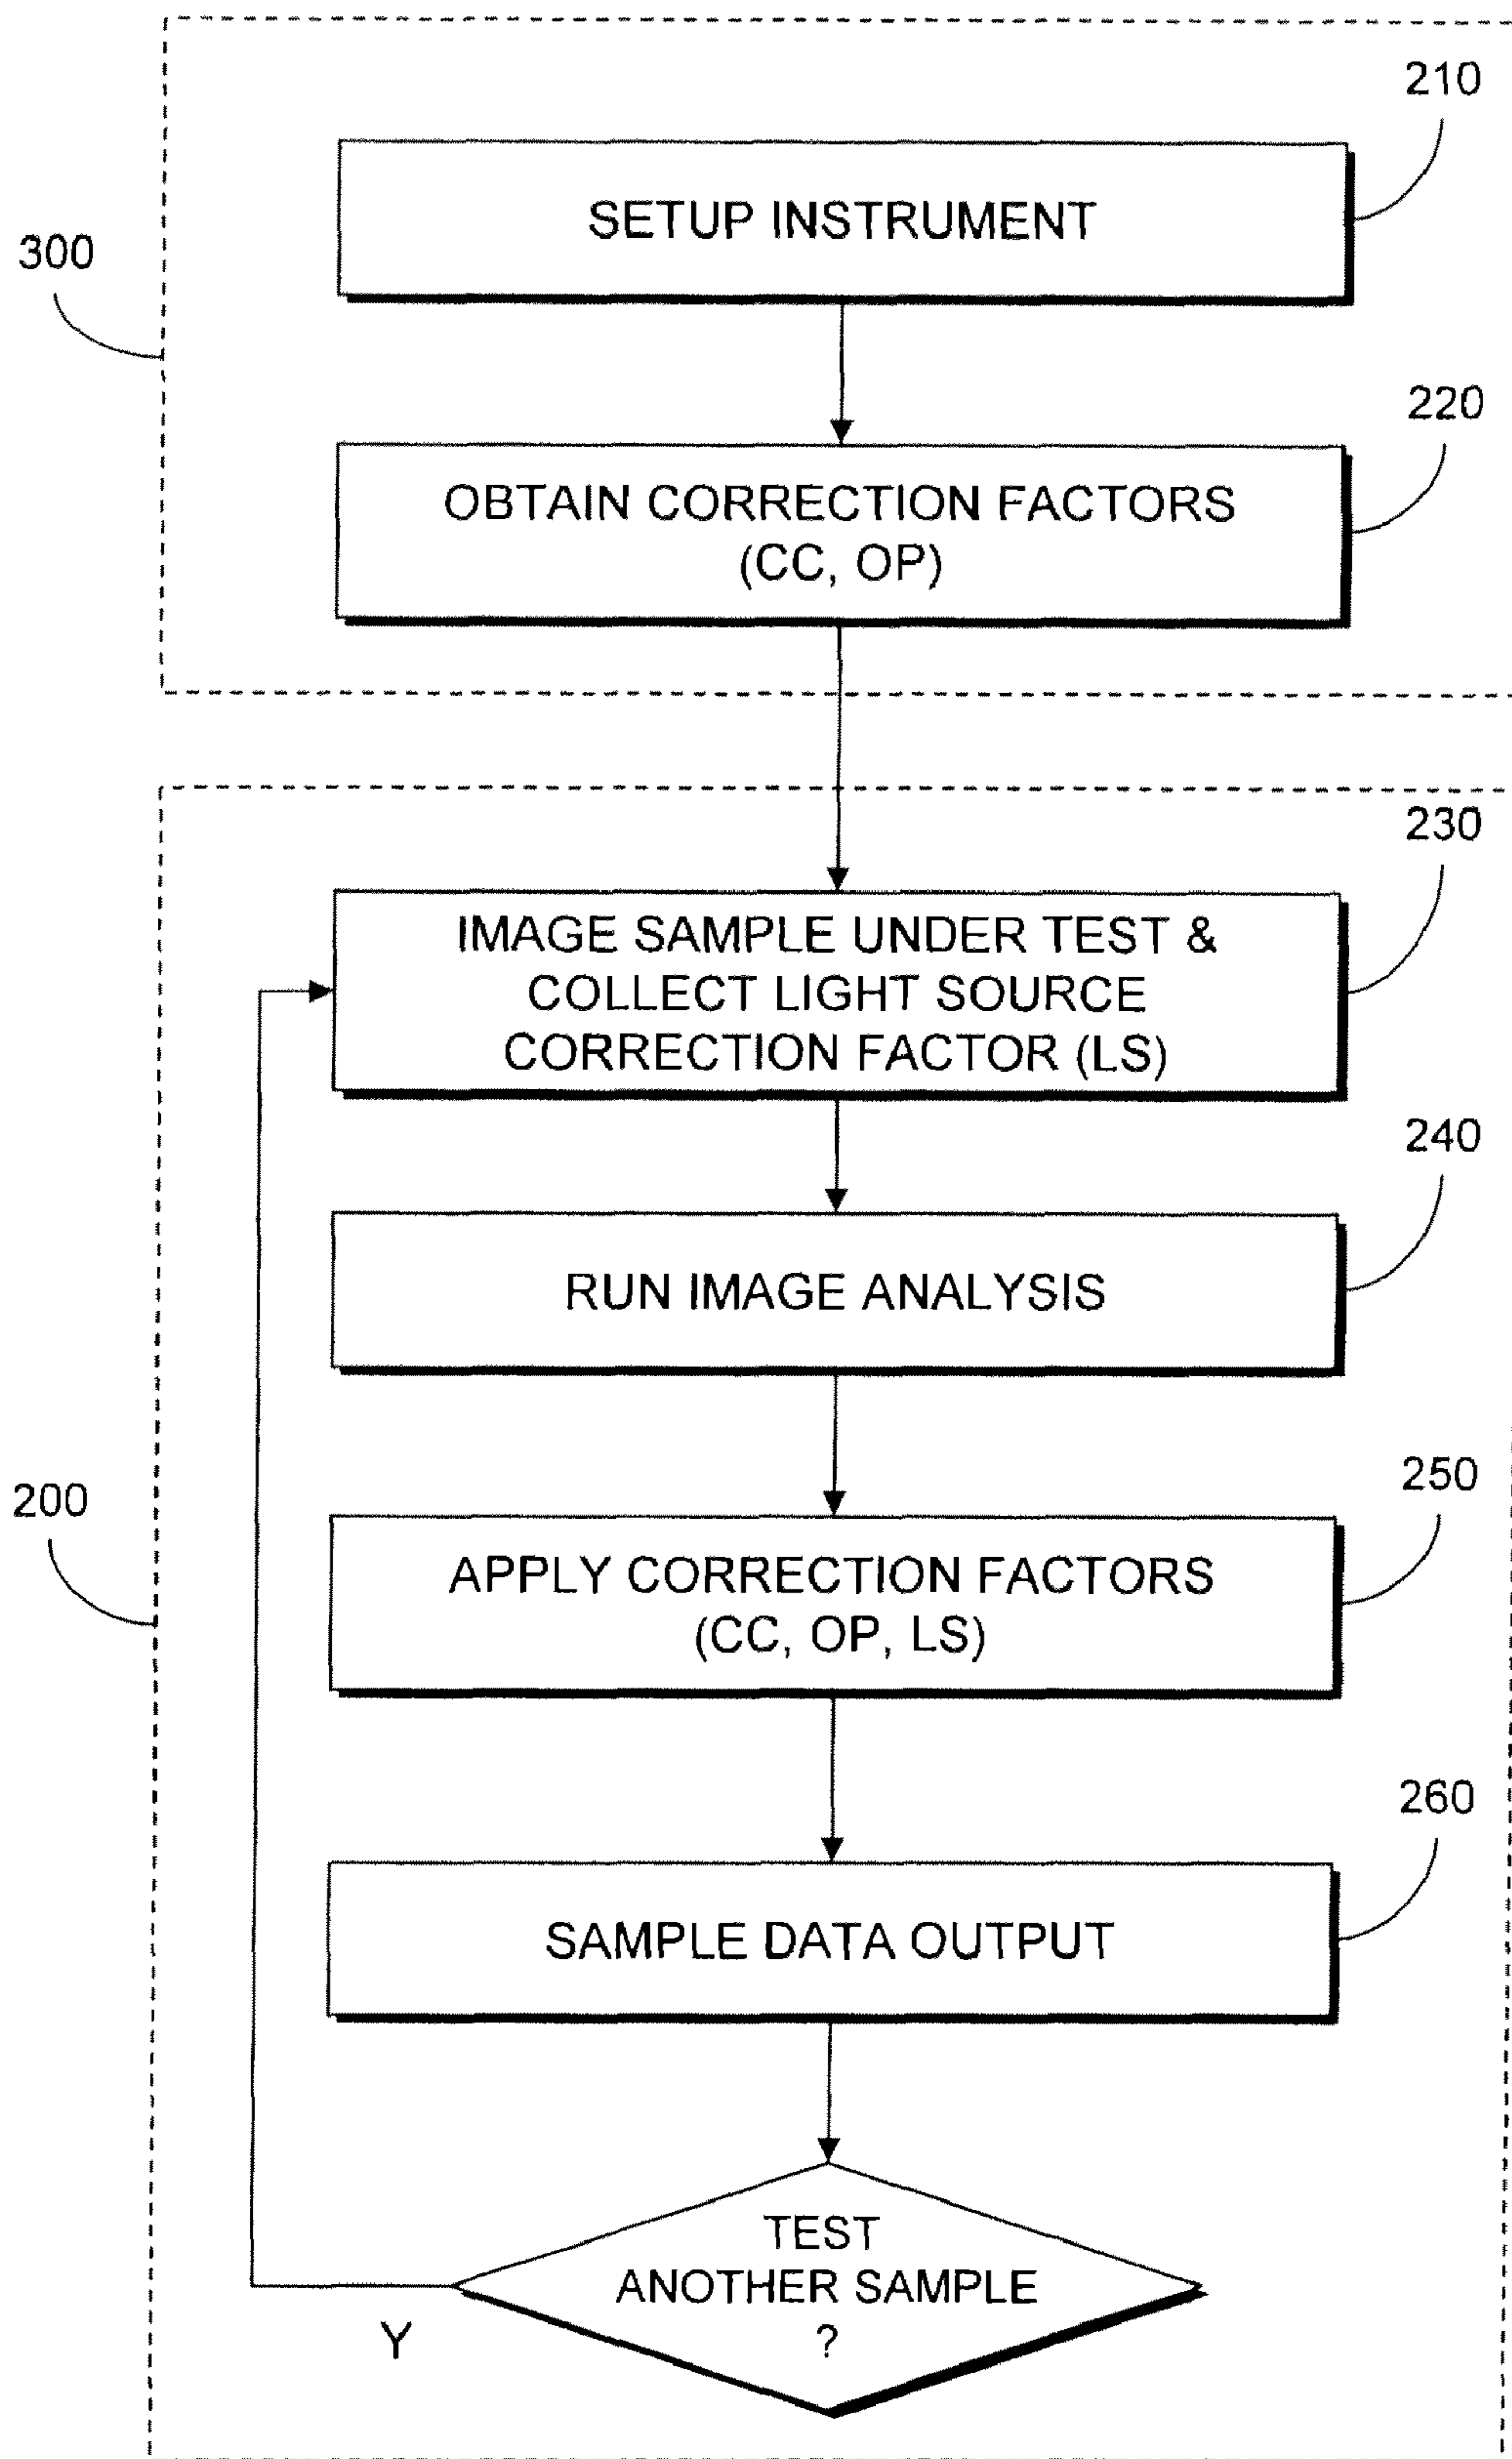 210
SETUP INSTRUMENT
300
220
OBTAIN CORRECTION FACTORS
(CC, OP)
230
IMAGE SAMPLE UNDER TEST &
COLLECT LIGHT SOURCE
CORRECTION FACTOR (LS)
240
RUN IMAGE ANALYSIS
250
200
APPLY CORRECTION FACTORS
(CC, OP, LS)
260
SAMPLE DATA OUTPUT
TEST
ANOTHER SAMPLE
?
Y